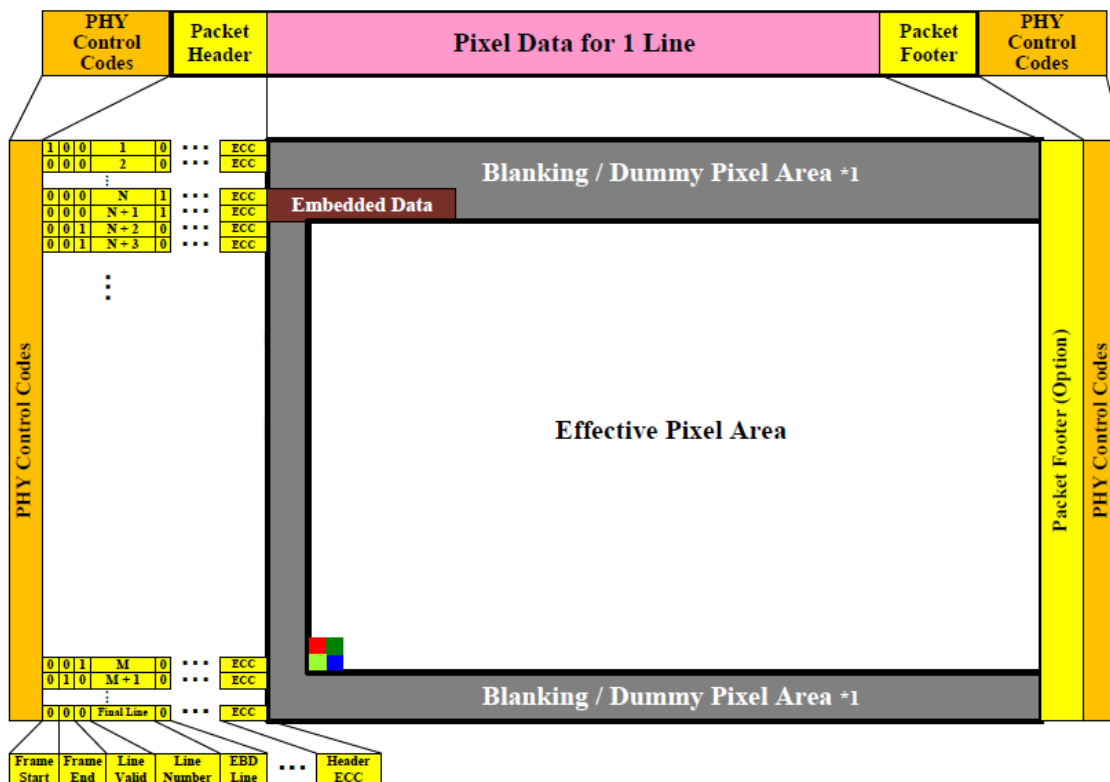 PHY Control Codes
Packet Header
Pixel Data for 1 Line
Packet Footer
PHY Control Codes
1 0 0 1 0 ··· ECC
0 0 0 2 0 ··· ECC
⋮
0 0 0 N 1 ··· ECC
0 0 0 N + 1 1 ··· ECC
0 0 1 N + 2 0 ··· ECC
0 0 1 N + 3 0 ··· ECC
⋮
Blanking / Dummy Pixel Area *1
Embedded Data
PHY Control Codes
Effective Pixel Area
Packet Footer (Option)
PHY Control Codes
0 0 1 M 0 ··· ECC
0 1 0 M + 1 0 ··· ECC
⋮
0 0 0 Final Line 0 ··· ECC
Blanking / Dummy Pixel Area *1
Frame Start
Frame End
Line Valid
Line Number
EBD Line
···
Header ECC